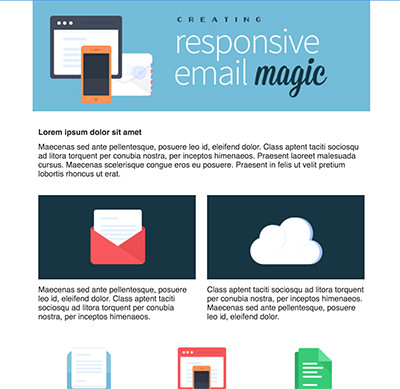 CREATING
responsive
email magic
Lorem ipsum dolor sit amet
Maecenas sed ante pellentesque, posuere leo id, eleifend dolor. Class aptent taciti sociosqu
ad litora torquent per conubia nostra, per inceptos himenaeos. Praesent laoreet malesuada
cursus. Maecenas scelerisque congue eros eu posuere. Praesent in felis ut velit pretium
lobortis rhoncus ut erat.
Maecenas sed ante pellentesque, posuere
leo id, eleifend dolor. Class aptent taciti
sociosqu ad litora torquent per conubia
nostra, per inceptos himenaeos.
Class aptent taciti sociosqu ad litora torquent
per conubia nostra, per inceptos himenaeos.
Maecenas sed ante pellentesque, posuere
leo id, eleifend dolor.